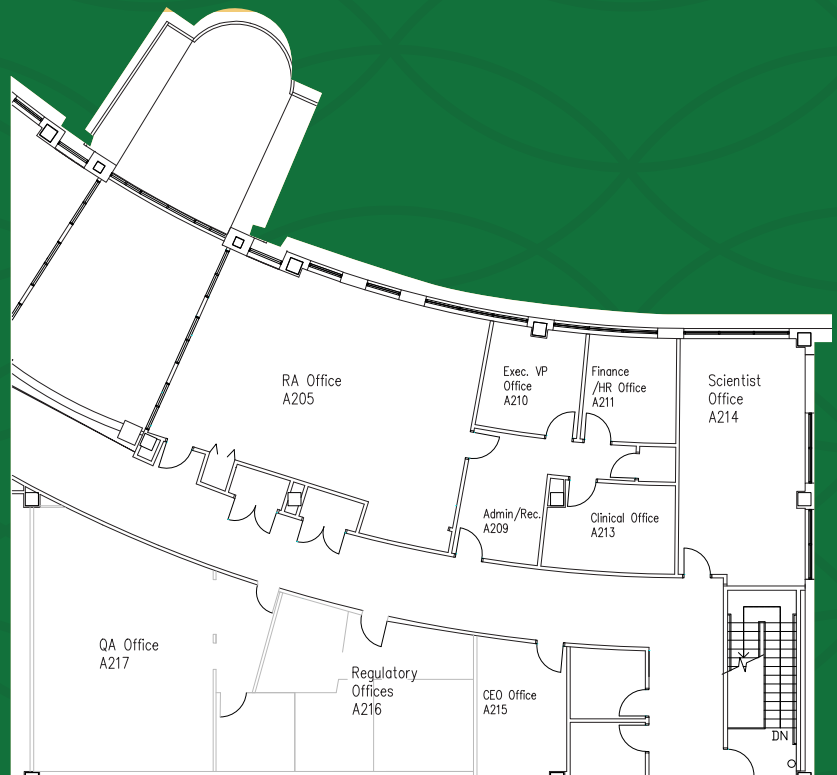 RA Office
A205
Exec. VP
Office
A210
Finance
/HR Office
A211
Scientist
Office
A214
Admin/Rec.
A209
Clinical Office
A213
QA Office
A217
Regulatory
Offices
A216
CEO Office
A215
DN